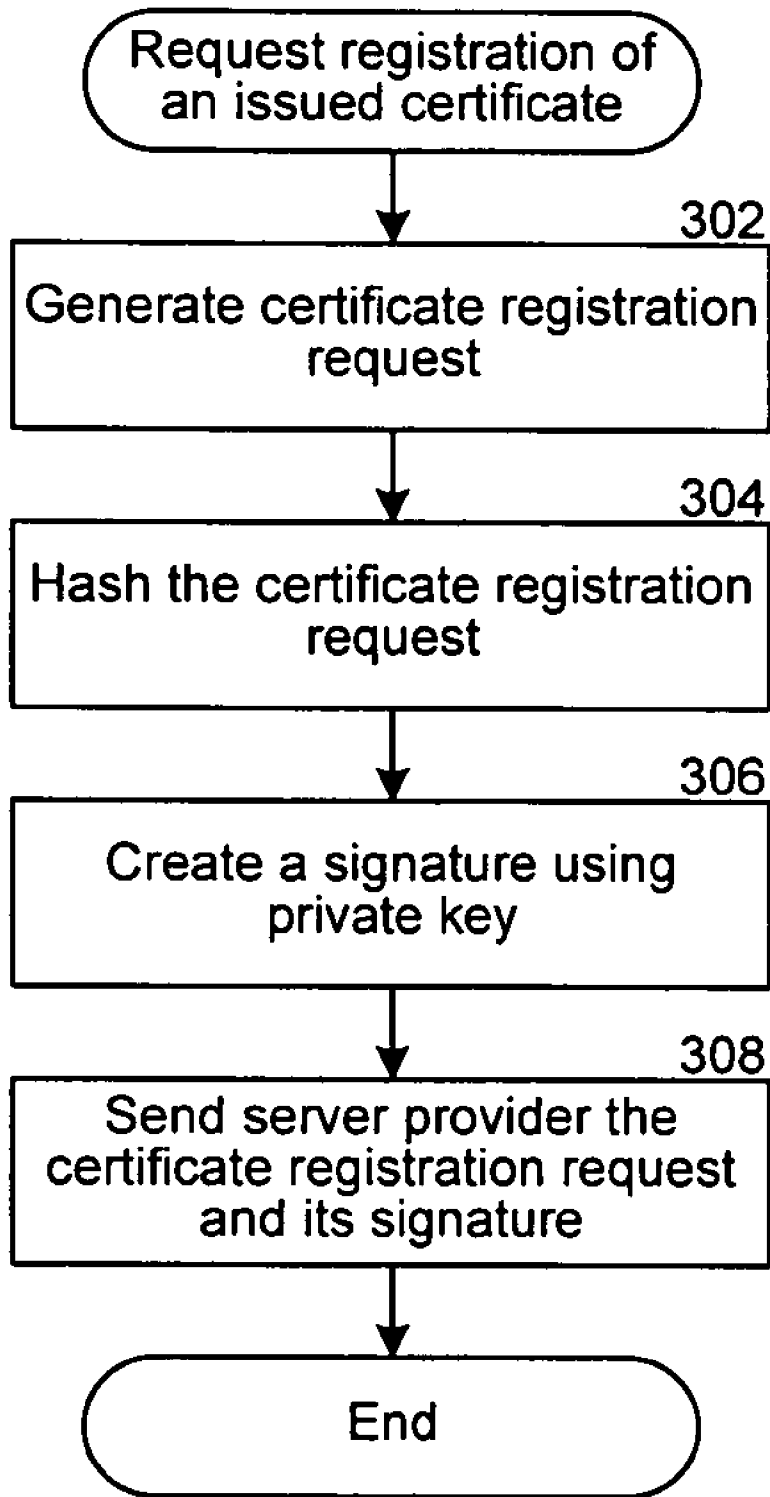 Request registration of
an issued certificate
302
Generate certificate registration
request
304
Hash the certificate registration
request
306
Create a signature using
private key
308
Send server provider the
certificate registration request
and its signature
End